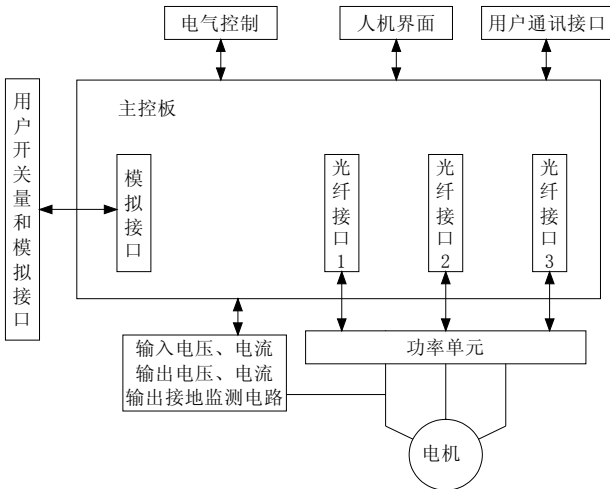 电气控制
人机界面
用户通讯接口
用户开关量和模拟接口
主控板
模拟接口
光纤接口1
光纤接口2
光纤接口3
输入电压、电流
输出电压、电流
输出接地监测电路
功率单元
电机